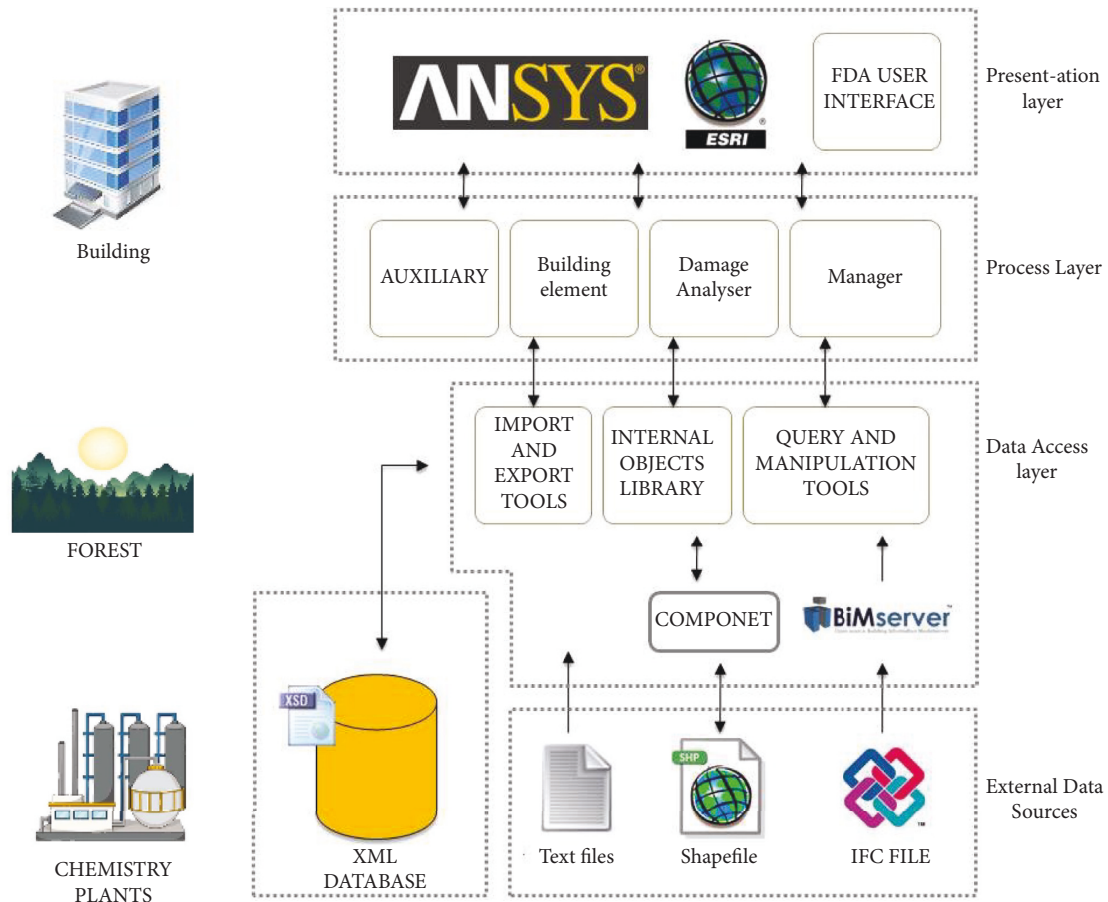 ANSYS®
ESRI
®
FDA USER
INTERFACE
Present-ation
layer
Building
AUXILIARY
Building
element
Damage
Analyser
Manager
Process Layer
IMPORT
AND
EXPORT
TOOLS
INTERNAL
OBJECTS
LIBRARY
QUERY AND
MANIPULATION
TOOLS
Data Access
layer
FOREST
COMPONET
BiMserver
XSD
XML
DATABASE
Text files
SHP
Shapefile
TM
IFC FILE
External Data
Sources
CHEMISTRY
PLANTS